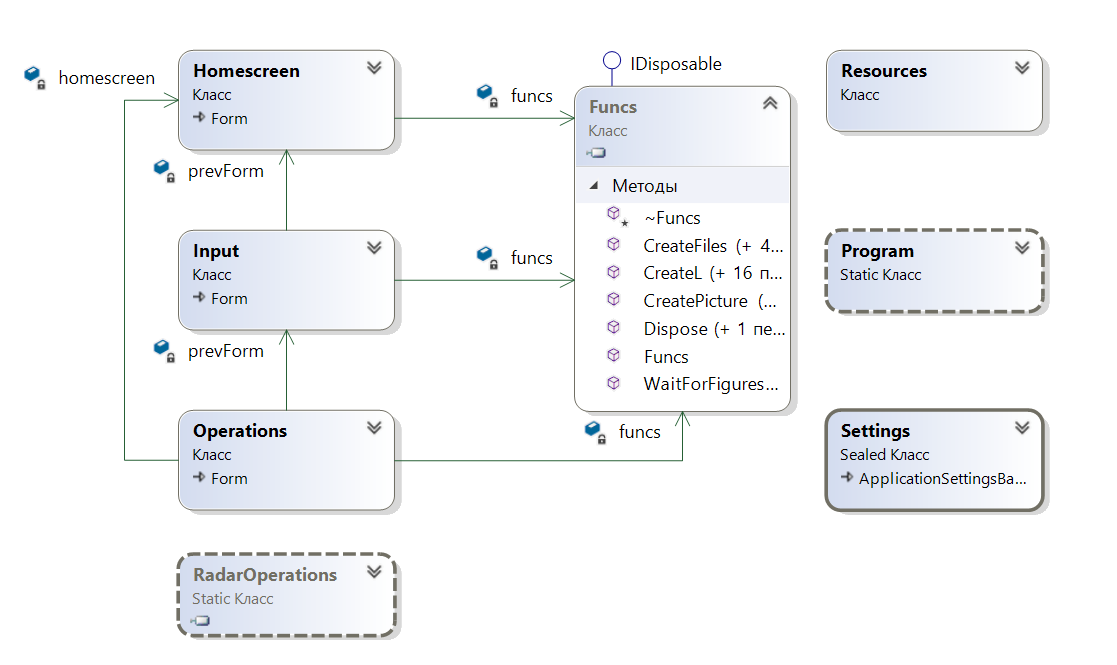 homescreen
Homescreen
Класс
Form
funcs
IDisposable
Funcs
Класс
Методы
~Funcs
CreateFiles (+ 4...
CreateL (+ 16 п...
CreatePicture (...
Dispose (+ 1 пе...
Funcs
WaitForFigures...
Resources
Класс
prevForm
Input
Класс
Form
funcs
Program
Static Класс
prevForm
Operations
Класс
Form
funcs
Settings
Sealed Класс
ApplicationSettingsBa...
RadarOperations
Static Класс